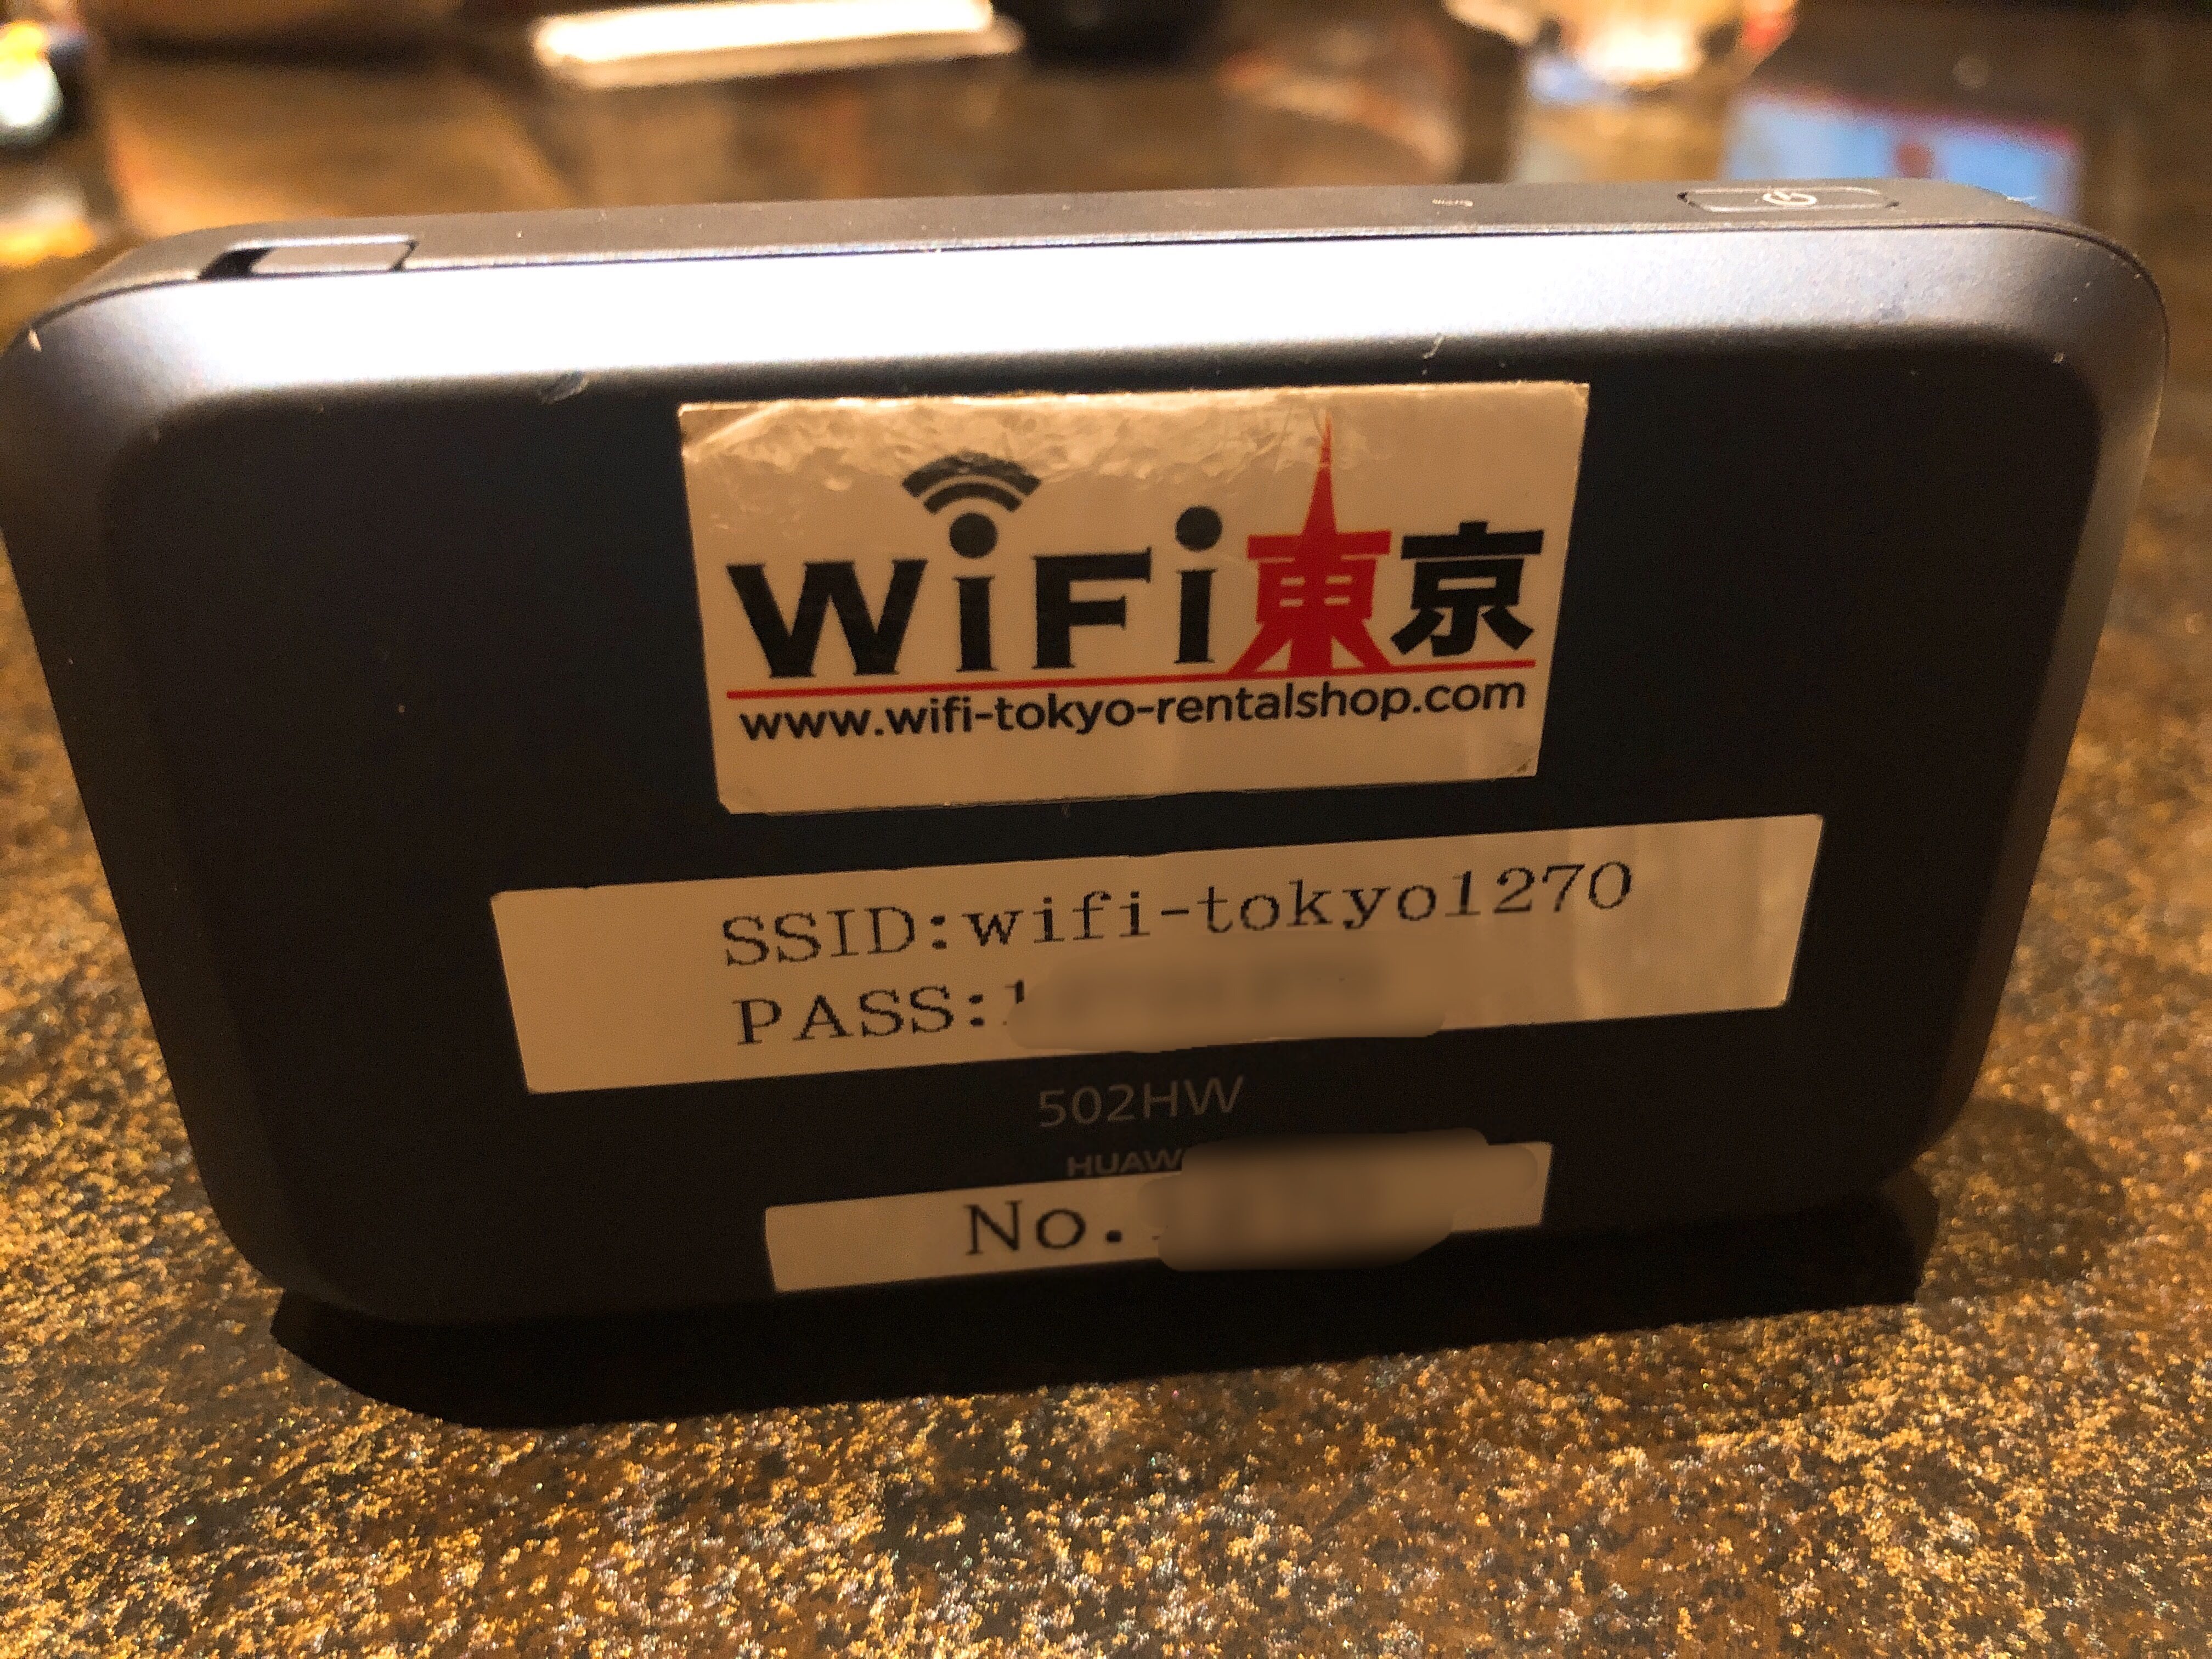 WiFi東京
www.wifi-tokyo-rentalshop.com
SSID:wifi-tokyo1270
PASS:
502HW
No.